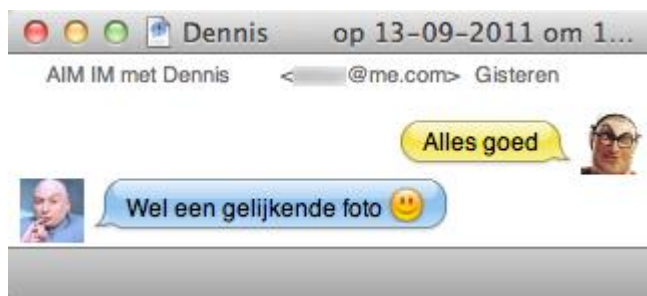 Dennis op 13-09-2011 om 1...
AIM IM met Dennis < @me.com> Gisteren
Alles goed
Wel een gelijkende foto